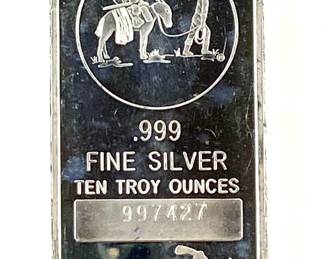 .999
FINE SILVER
TEN TROY OUNCES
997427